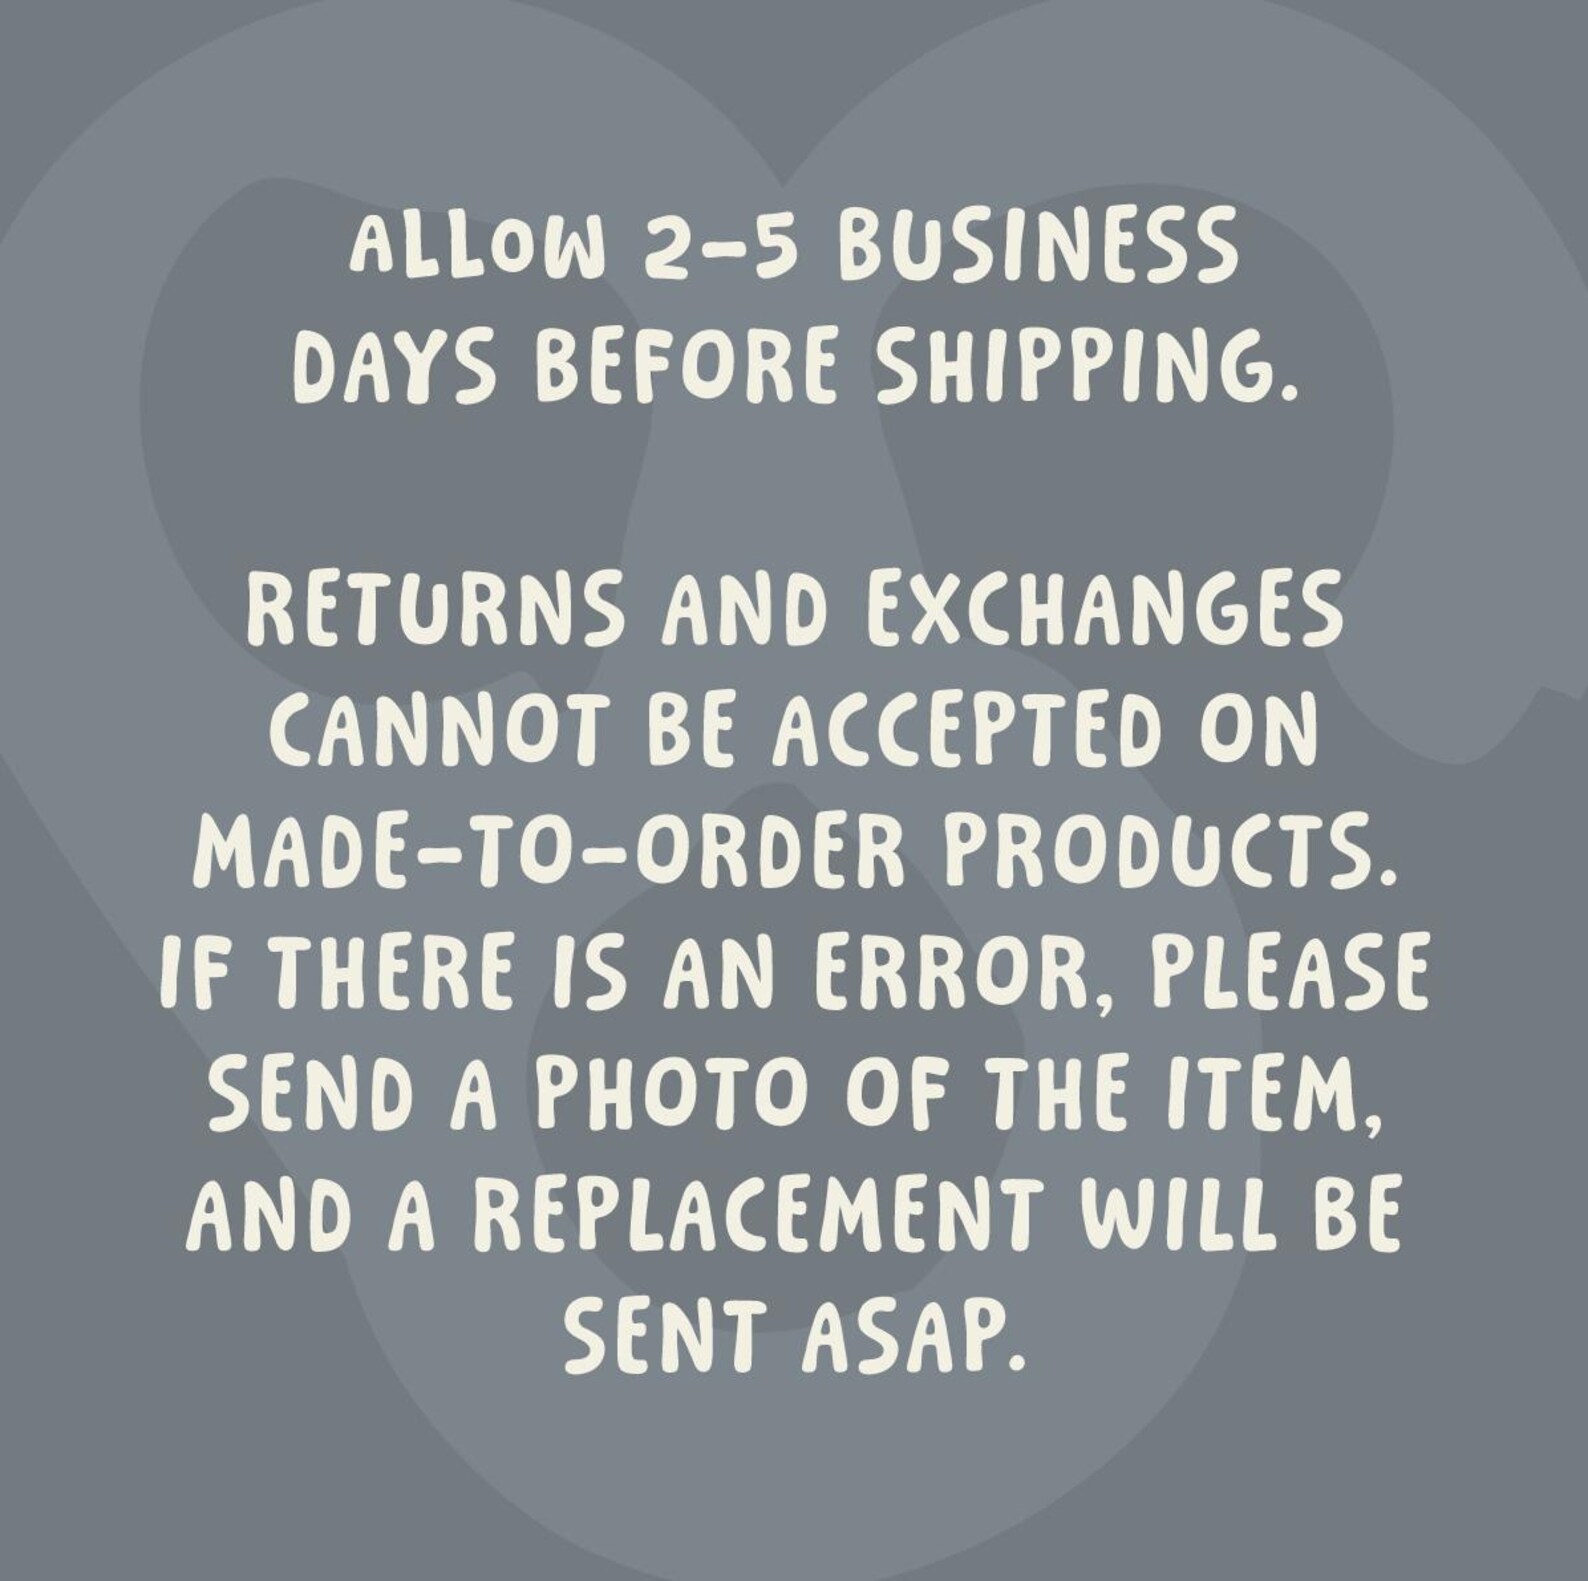 ALLOW 2-5 BUSINESS
DAYS BEFORE SHIPPING.
RETURNS AND EXCHANGES
CANNOT BE ACCEPTED ON
MADE-TO-ORDER PRODUCTS.
IF THERE IS AN ERROR, PLEASE
SEND A PHOTO OF THE ITEM,
AND A REPLACEMENT WILL BE
SENT ASAP.